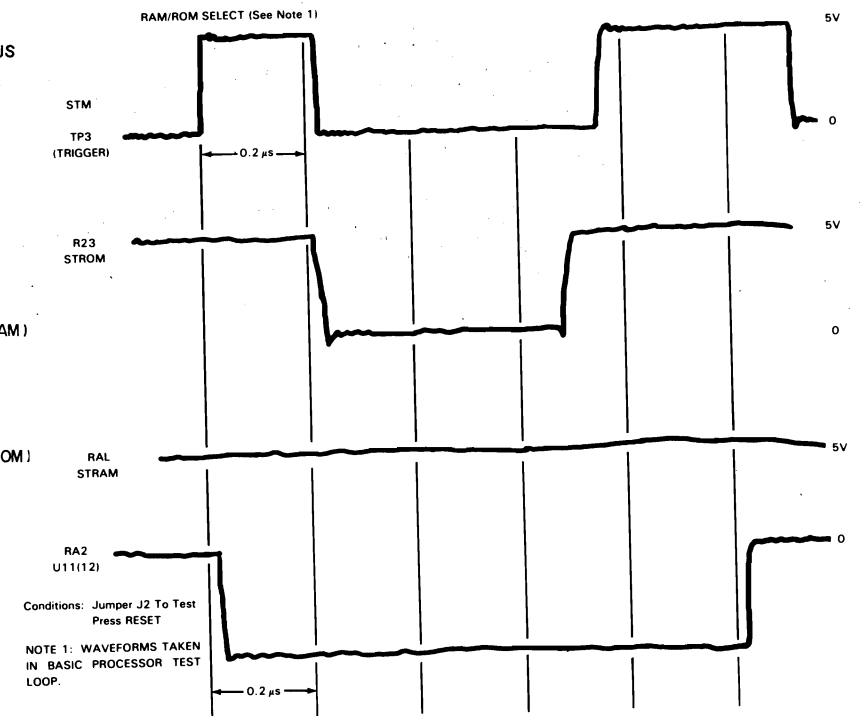 RAM/ROM SELECT (See Note 1)
5V
US
STM
TP3
(TRIGGER)
0
0.2 μs
R23
STROM
5V
AM)
0
OM)
RAL
STRAM
5V
RA2
U11(12)
0
Conditions: Jumper J2 To Test
Press RESET
NOTE 1: WAVEFORMS TAKEN
IN BASIC PROCESSOR TEST
LOOP.
0.2 μs